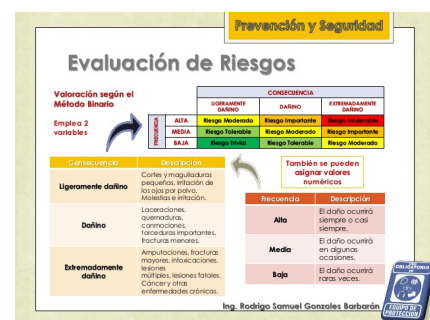 Prevención y Seguridad
Evaluación de Riesgos
Valoración según el
Método Binario
Emplea 2
variables
CONSECUENCIA
LIGERAMENTE
DAÑINO
DAÑINO
EXTREMADAMENTE
DAÑINO
FRECUENCIA
ALTA
Riesgo Moderado
Riesgo Importante
Riesgo Intolerable
MEDIA
Riesgo Tolerable
Riesgo Moderado
Riesgo Importante
BAJA
Riesgo Trivial
Riesgo Tolerable
Riesgo Moderado
Consecuencia
Descripcion
Ligeramente dañino
Cortes y magulladuras
pequeñas, irritación de
los ojos por polvo.
Molestias e irritación.
Dañino
Laceraciones,
quemaduras,
conmociones,
torceduras importantes,
fracturas menores.
Extremadamente
dañino
Amputaciones, fracturas
mayores, intoxicaciones,
lesiones
múltiples, lesiones fatales.
Cáncer y otras
enfermedades crónicas.
También se pueden
asignar valores
numéricos
Frecuencia
Descripción
Alta
El daño ocurrirá
siempre o casi
siempre.
Media
El daño ocurrirá
en algunas
ocasiones.
Baja
El daño ocurrirá
raras veces.
Ing. Rodrigo Samuel Gonzales Barbarán
OBLIGATORIO
EQUIPO DE
PROTECCION